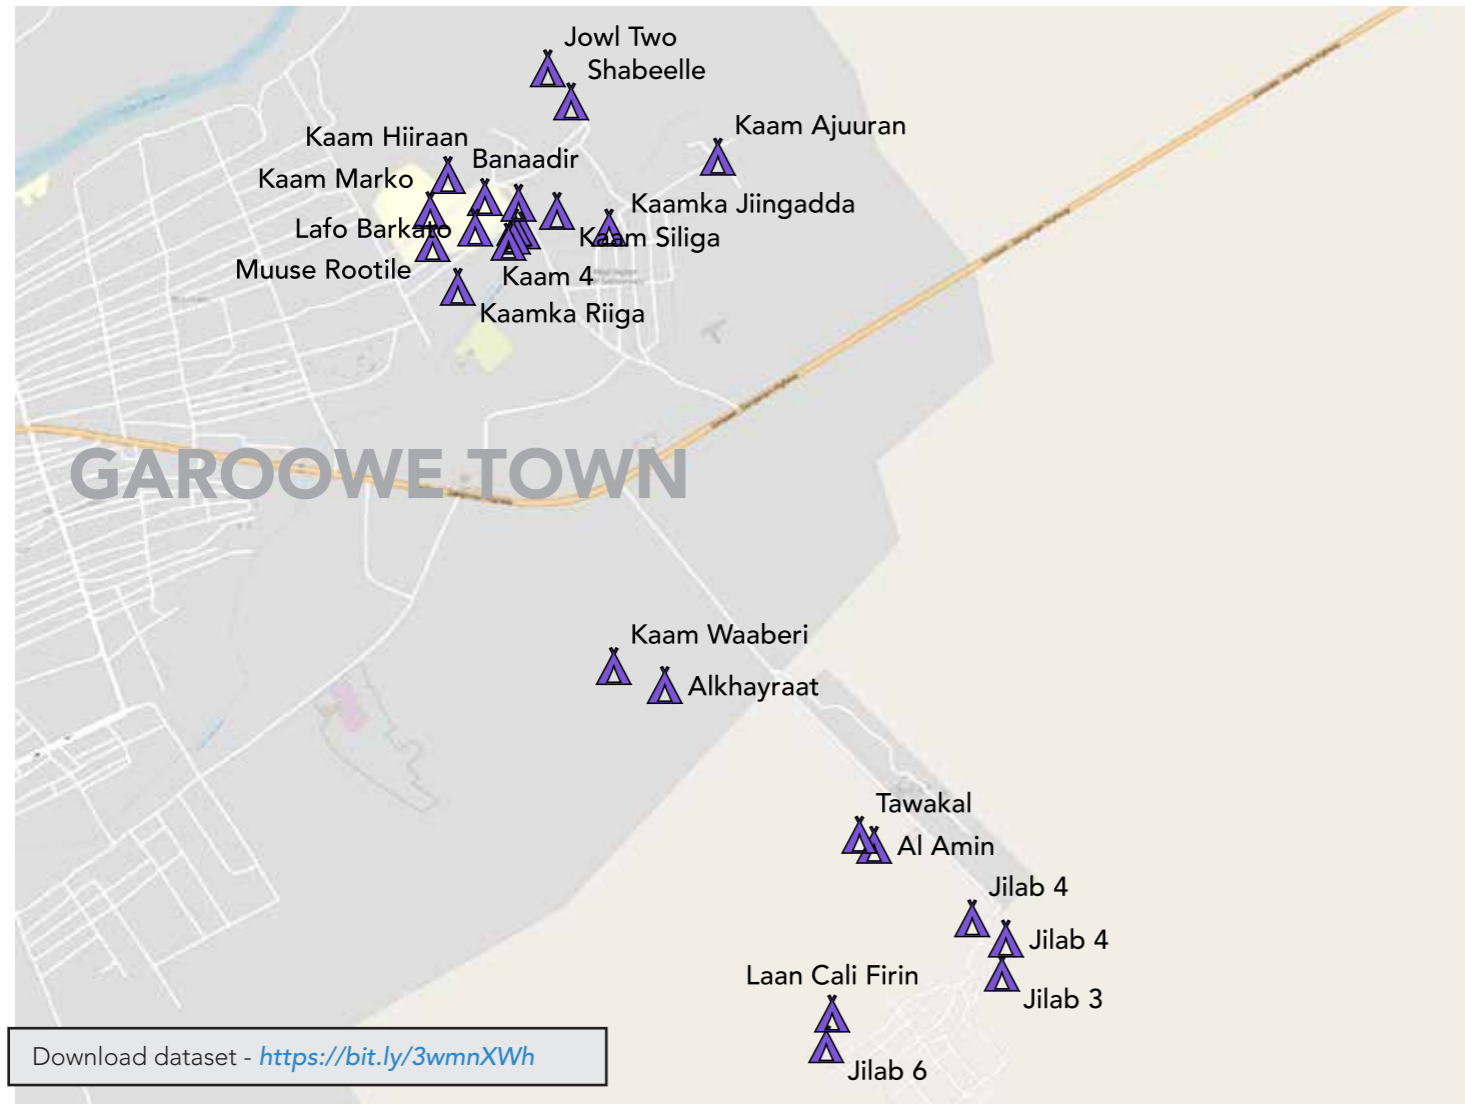 Jowl Two
Shabeelle
Kaam Ajuuran
Kaam Hiiraan
Banaadir
Kaam Marko
Kaamka Jiingadda
Lafo Barkato
Kaam Siliga
Muuse Rootile
Kaam 4
Kaamka Riiga
GAROOWE TOWN
Kaam Waaberi
Alkhayraat
Tawakal
Al Amin
Jilab 4
Jilab 4
Laan Cali Firin
Jilab 3
Download dataset - https://bit.ly/3wmnXWh
Jilab 6